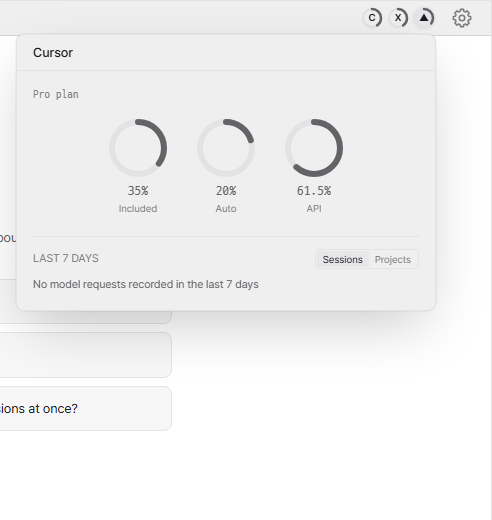 C X
Cursor
Pro plan
35% 20% 61.5%
Included Auto API
LAST 7 DAYS Sessions Projects
No model requests recorded in the last 7 days
ions at once?